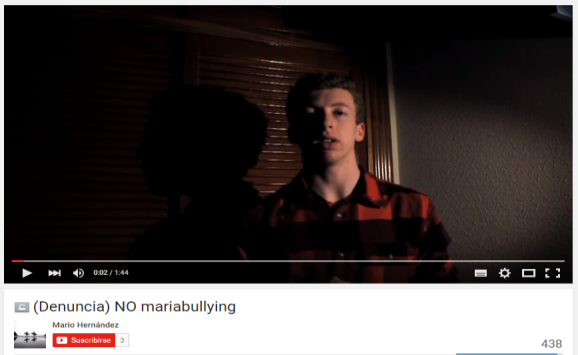 0:02 / 1:44
(Denuncia) NO mariabullying
Mario Hernández
Suscribirse 3
438